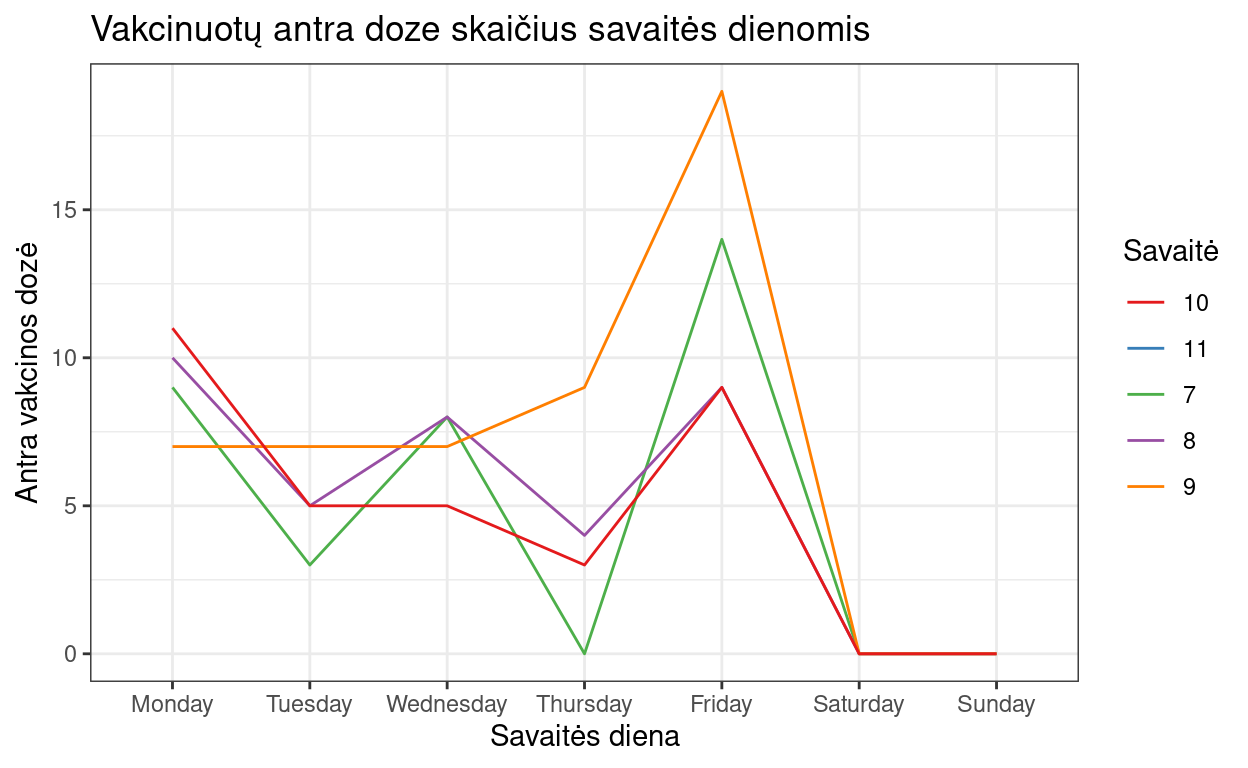 Vakcinuotų antra doze skaičius savaitės dienomis
Antra vakcinos dozė
15
10
5
0
Monday Tuesday Wednesday Thursday Friday Saturday Sunday
Savaitės diena
Savaitė
10
11
7
8
9